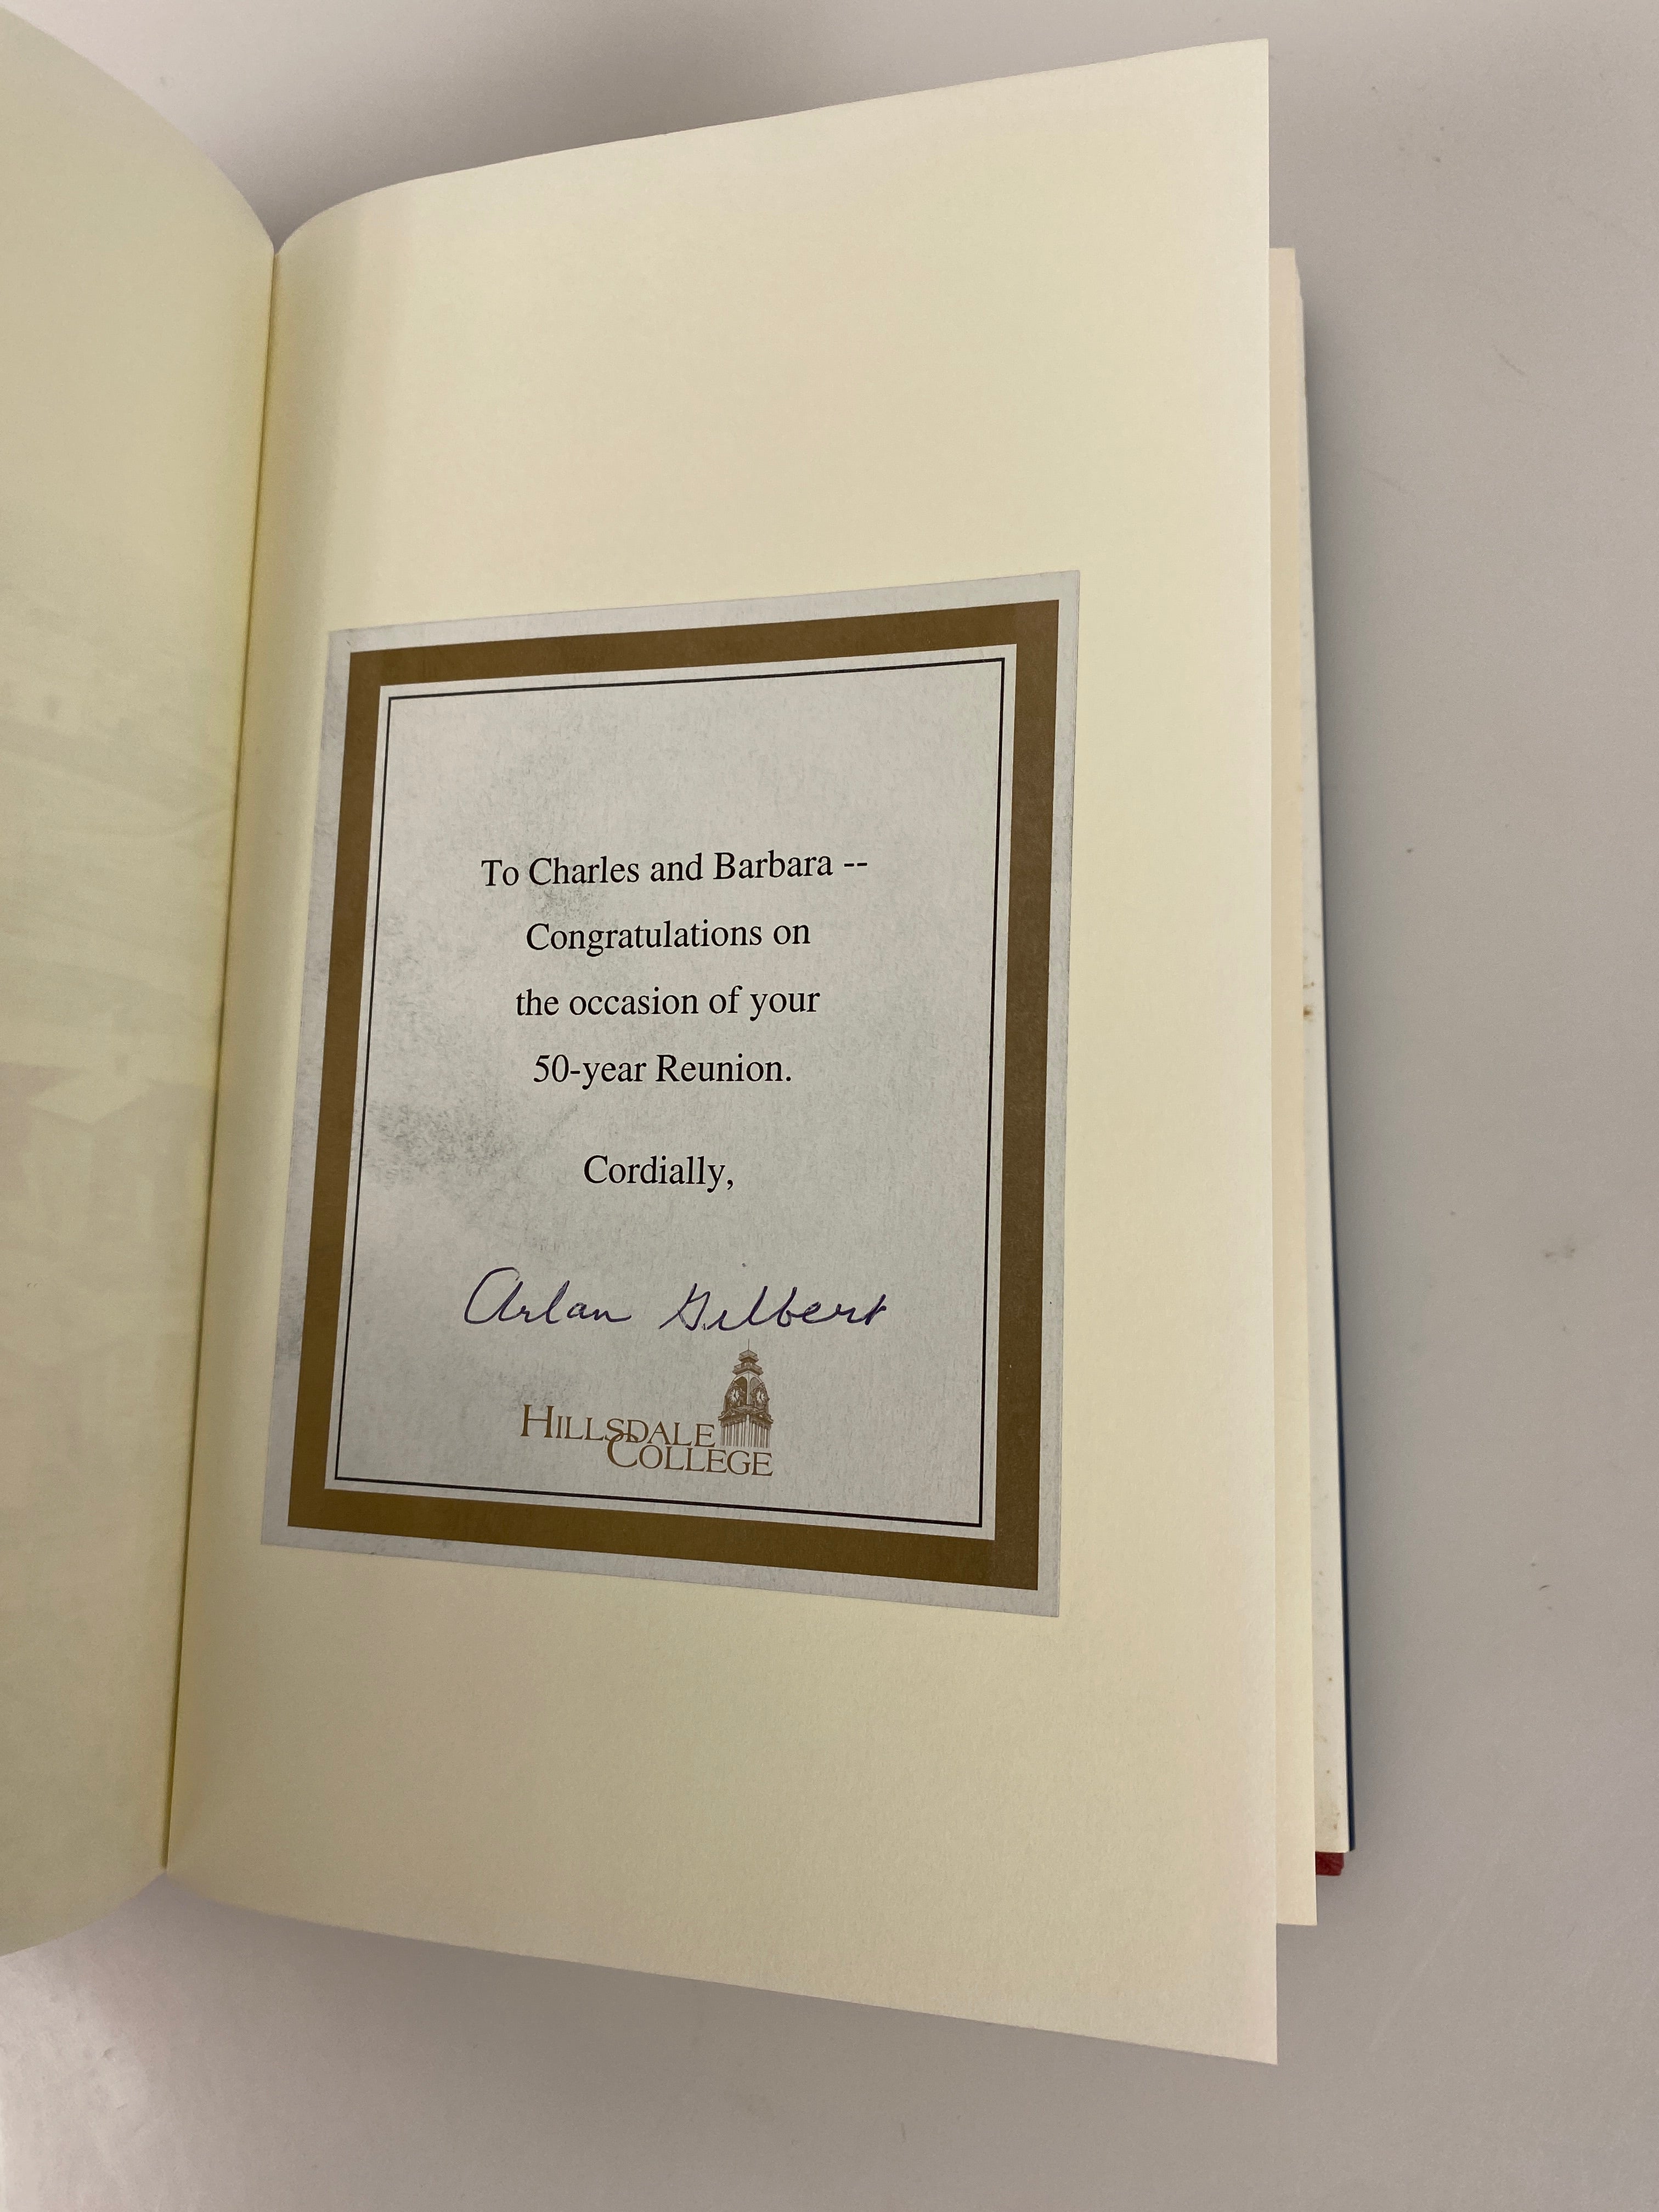 To Charles and Barbara --
Congratulations on
the occasion of your
50-year Reunion.
Cordially,
Arlan Gilbert
HILLSDALE
COLLEGE